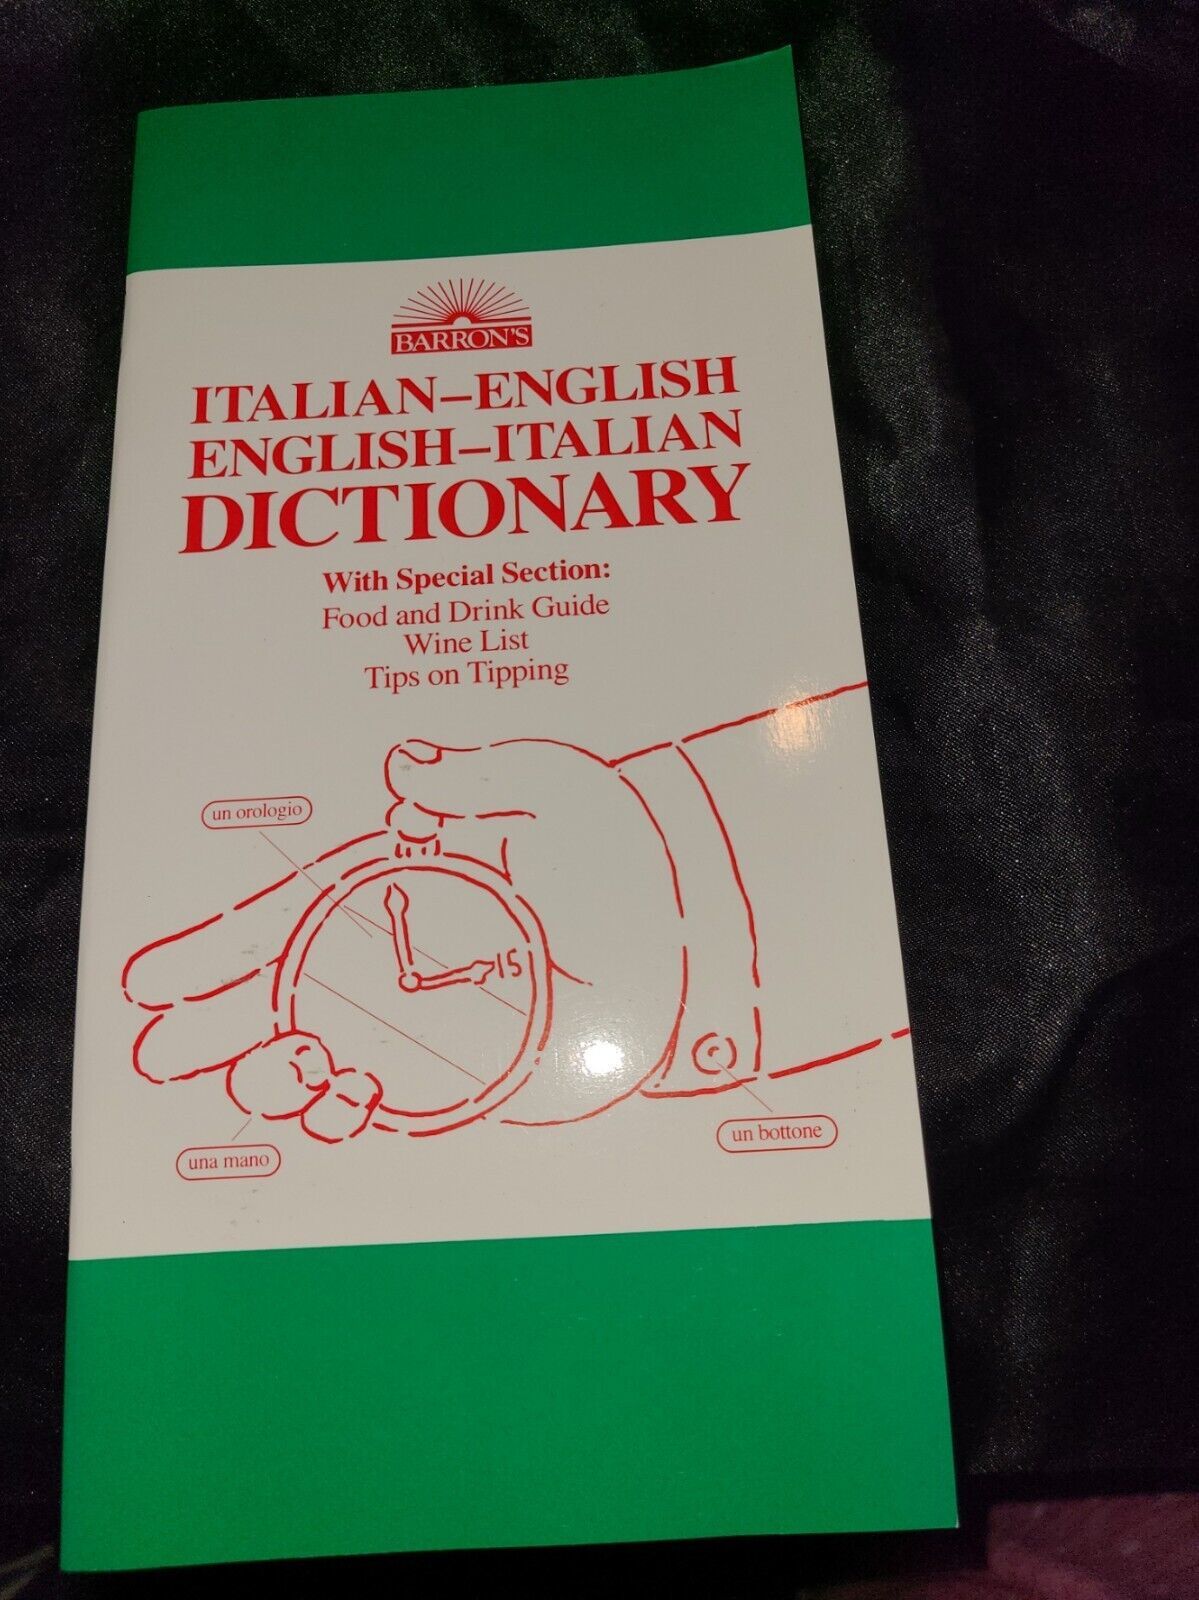 BARRON'S
ITALIAN–ENGLISH
ENGLISH–ITALIAN
DICTIONARY
With Special Section:
Food and Drink Guide
Wine List
Tips on Tipping
un orologio
15
un bottone
una mano